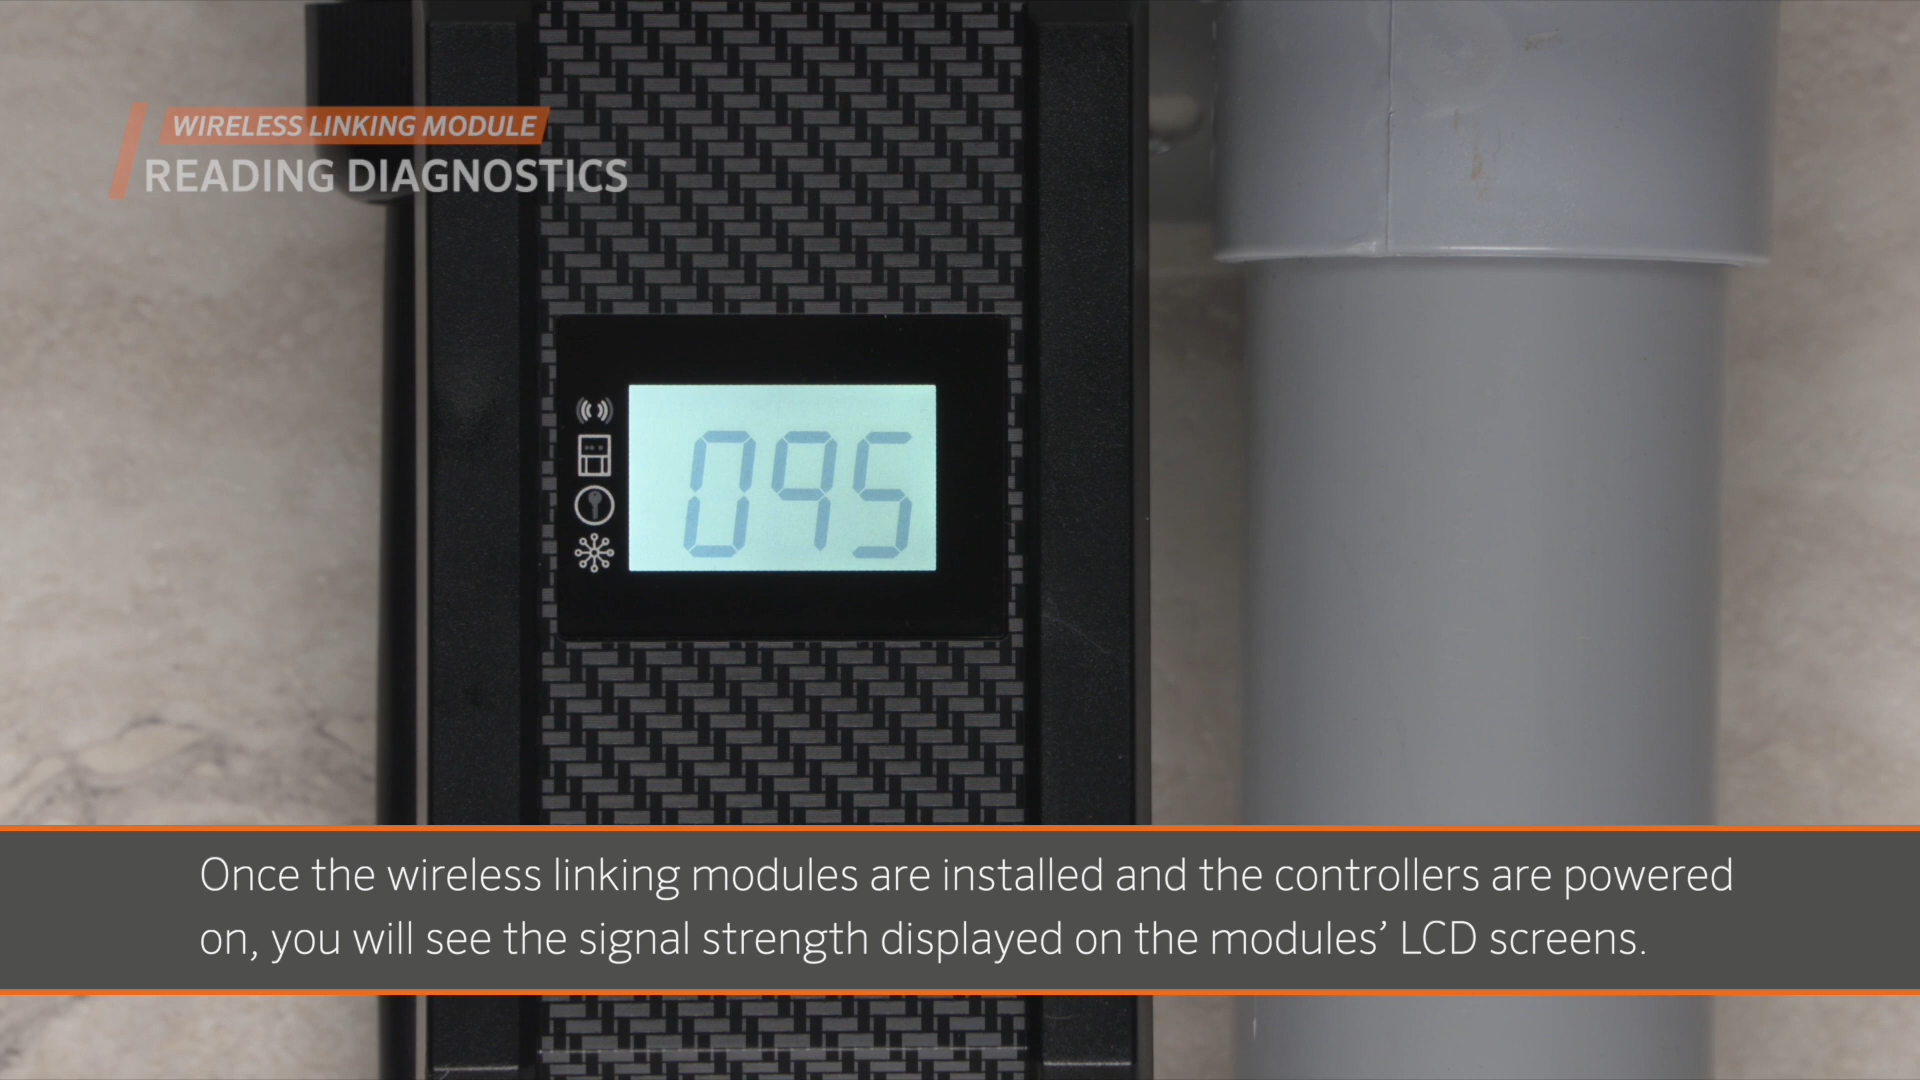 WIRELESS LINKING MODULE
READING DIAGNOSTICS
095
Once the wireless linking modules are installed and the controllers are powered
on, you will see the signal strength displayed on the modules’ LCD screens.